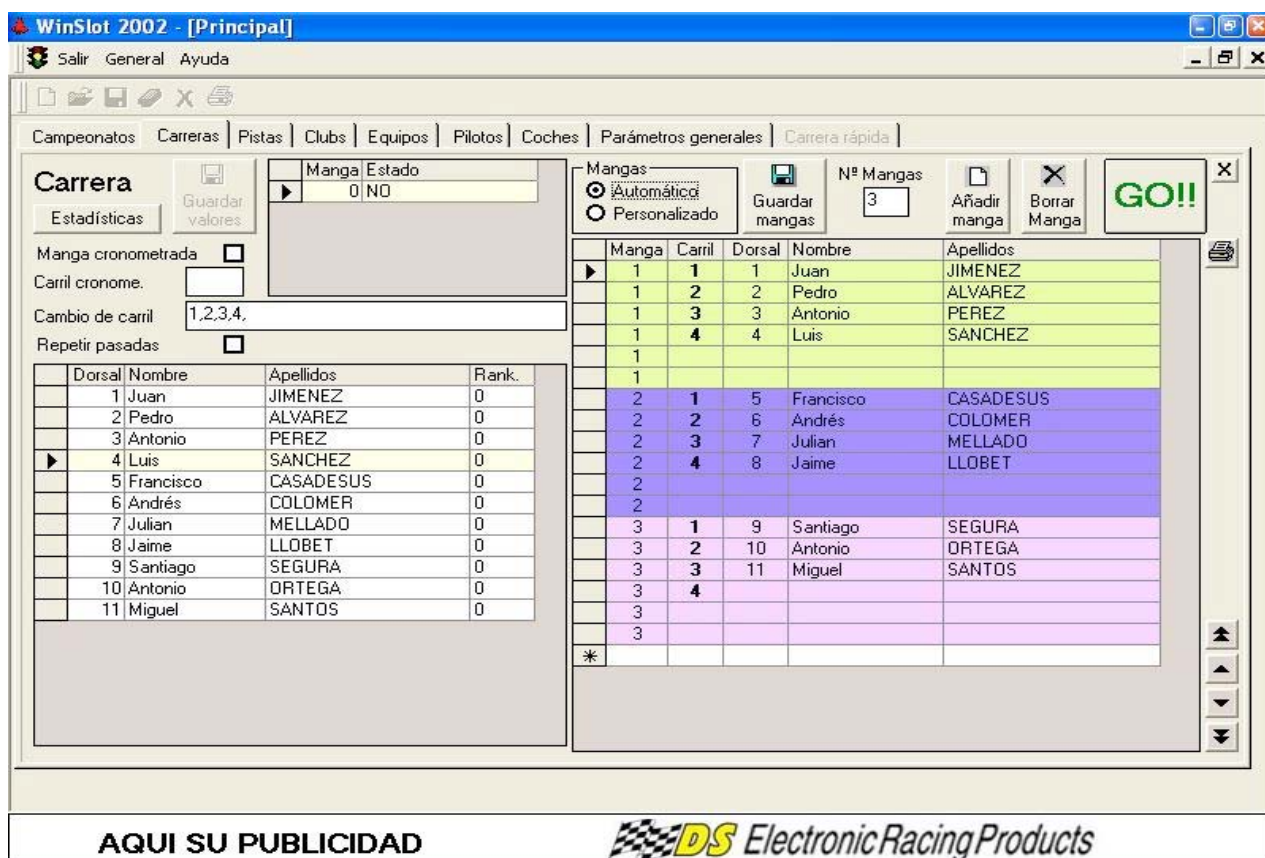 WinSlot 2002 - [Principal]
Salir General Ayuda
Campeonatos Carreras Pistas Clubs Equipos Pilotos Coches Parámetros generales Carrera rápida
Carrera
Estadísticas
Guardar valores
Manga Estado
0 NO
Manga cronometrada
Carril cronome.
Cambio de carril 1,2,3,4,
Repetir pasadas
Dorsal Nombre Apellidos Rank.
1 Juan JIMENEZ 0
2 Pedro ALVAREZ 0
3 Antonio PEREZ 0
4 Luis SANCHEZ 0
5 Francisco CASADESUS 0
6 Andrés COLOMER 0
7 Julian MELLADO 0
8 Jaime LLOBET 0
9 Santiago SEGURA 0
10 Antonio ORTEGA 0
11 Miguel SANTOS 0
Mangas
Automático
Personalizado
Guardar mangas
Nº Mangas
3
Añadir manga
Borrar Manga
GO!!
Manga Carril Dorsal Nombre Apellidos
1 1 1 Juan JIMENEZ
1 2 2 Pedro ALVAREZ
1 3 3 Antonio PEREZ
1 4 4 Luis SANCHEZ
1
1
2 1 5 Francisco CASADESUS
2 2 6 Andrés COLOMER
2 3 7 Julian MELLADO
2 4 8 Jaime LLOBET
2
2
3 1 9 Santiago SEGURA
3 2 10 Antonio ORTEGA
3 3 11 Miguel SANTOS
3 4
3
3
AQUI SU PUBLICIDAD
DS Electronic Racing Products